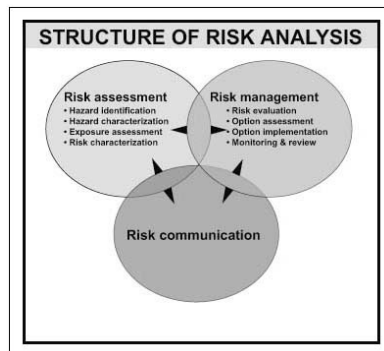 STRUCTURE OF RISK ANALYSIS
Risk assessment
• Hazard identification
• Hazard characterization
• Exposure assessment
• Risk characterization
Risk management
• Risk evaluation
• Option assessment
• Option implementation
• Monitoring & review
Risk communication